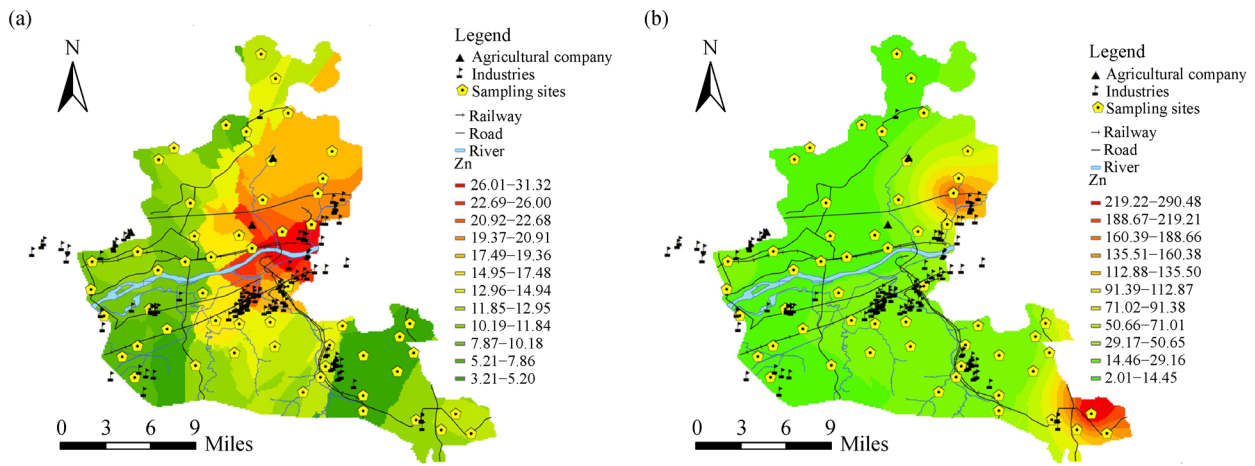 (a)
N
Legend
Agricultural company
Industries
Sampling sites
Railway
Road
River
Zn
26.01−31.32
22.69−26.00
20.92−22.68
19.37−20.91
17.49−19.36
14.95−17.48
12.96−14.94
11.85−12.95
10.19−11.84
7.87−10.18
5.21−7.86
3.21−5.20
0 3 6 9
Miles
(b)
N
Legend
Agricultural company
Industries
Sampling sites
Railway
Road
River
Zn
219.22−290.48
188.67−219.21
160.39−188.66
135.51−160.38
112.88−135.50
91.39−112.87
71.02−91.38
50.66−71.01
29.17−50.65
14.46−29.16
2.01−14.45
0 3 6 9
Miles